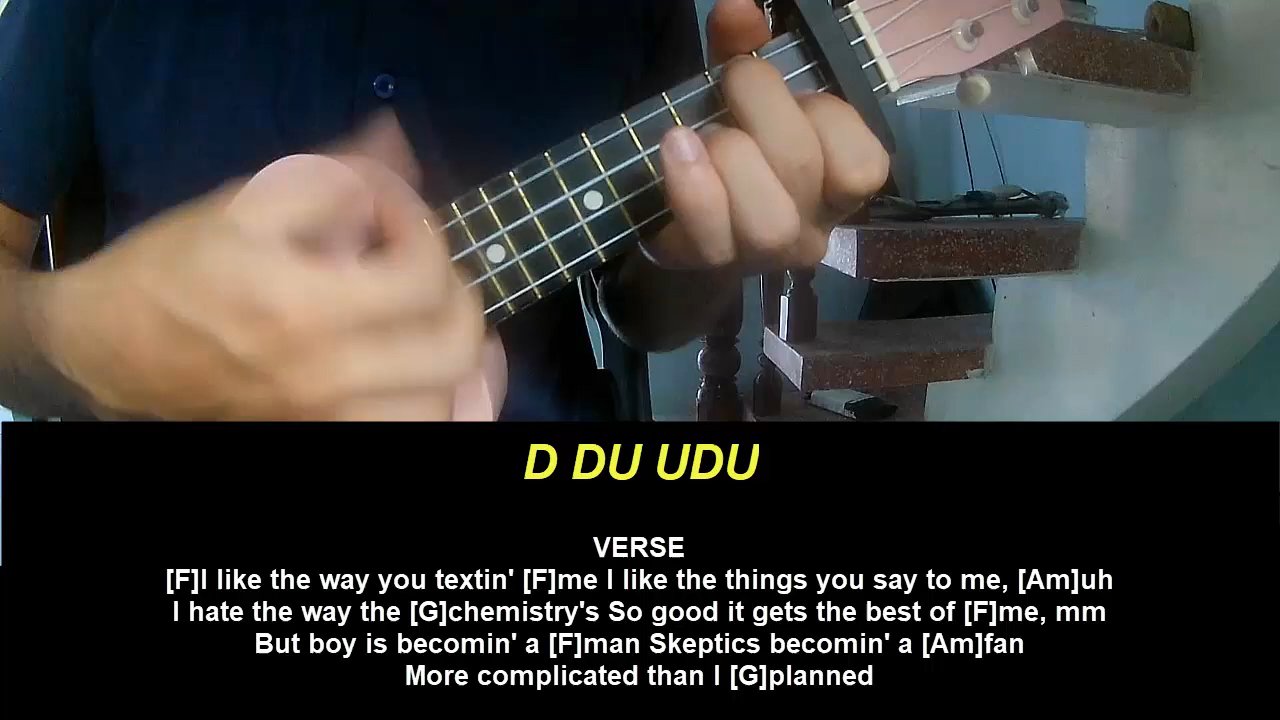 D DU UDU
VERSE
[F]I like the way you textin' [F]me I like the things you say to me, [Am]uh
I hate the way the [G]chemistry's So good it gets the best of [F]me, mm
But boy is becomin' a [F]man Skeptics becomin' a [Am]fan
More complicated than I [G]planned